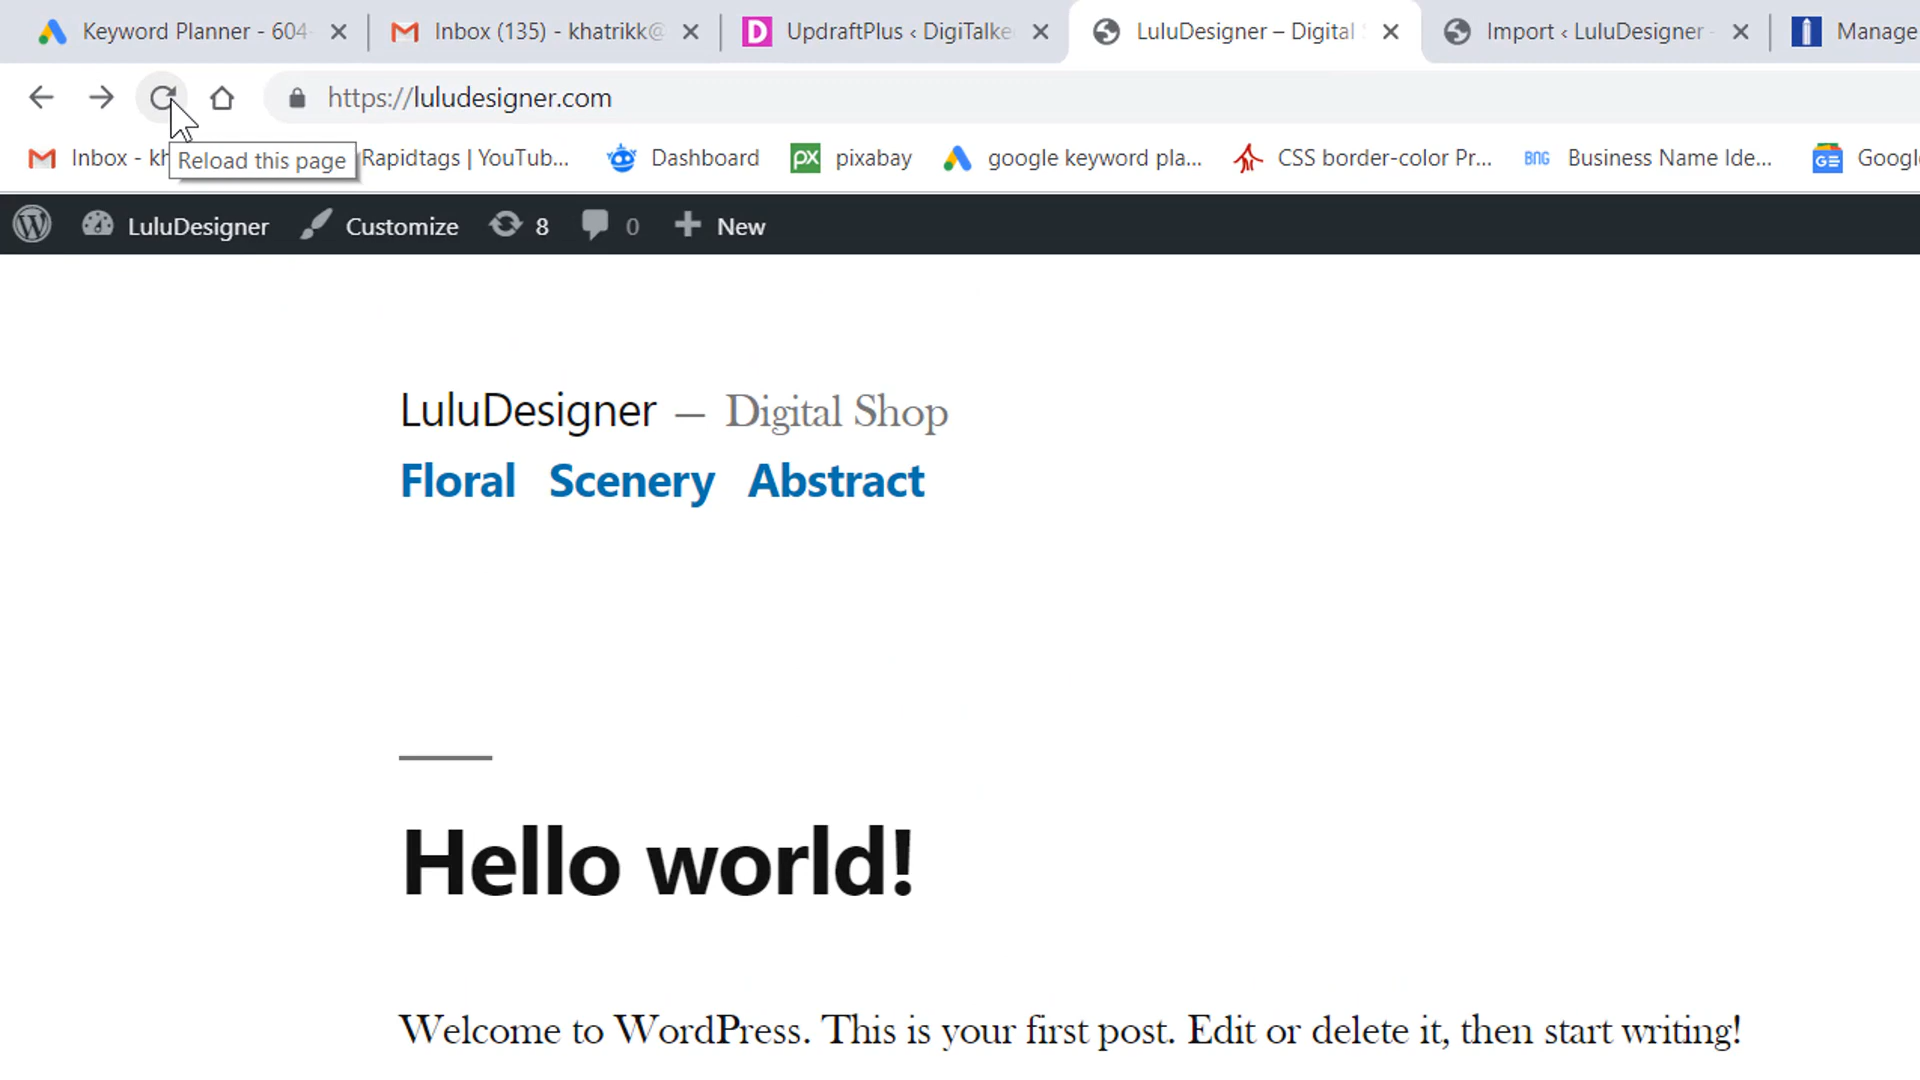 Keyword Planner - 604- Inbox (135) - khatrikk@ D UpdraftPlus ‹ DigiTalke LuluDesigner – Digital Import ‹ LuluDesigner - Manage
https://luludesigner.com
Inbox - kh Reload this page Rapidtags | YouTub... Dashboard px pixabay google keyword pla... CSS border-color Pr... BNG Business Name Ide... GE Googl
LuluDesigner Customize 8 0 New
LuluDesigner — Digital Shop
Floral Scenery Abstract
Hello world!
Welcome to WordPress. This is your first post. Edit or delete it, then start writing!